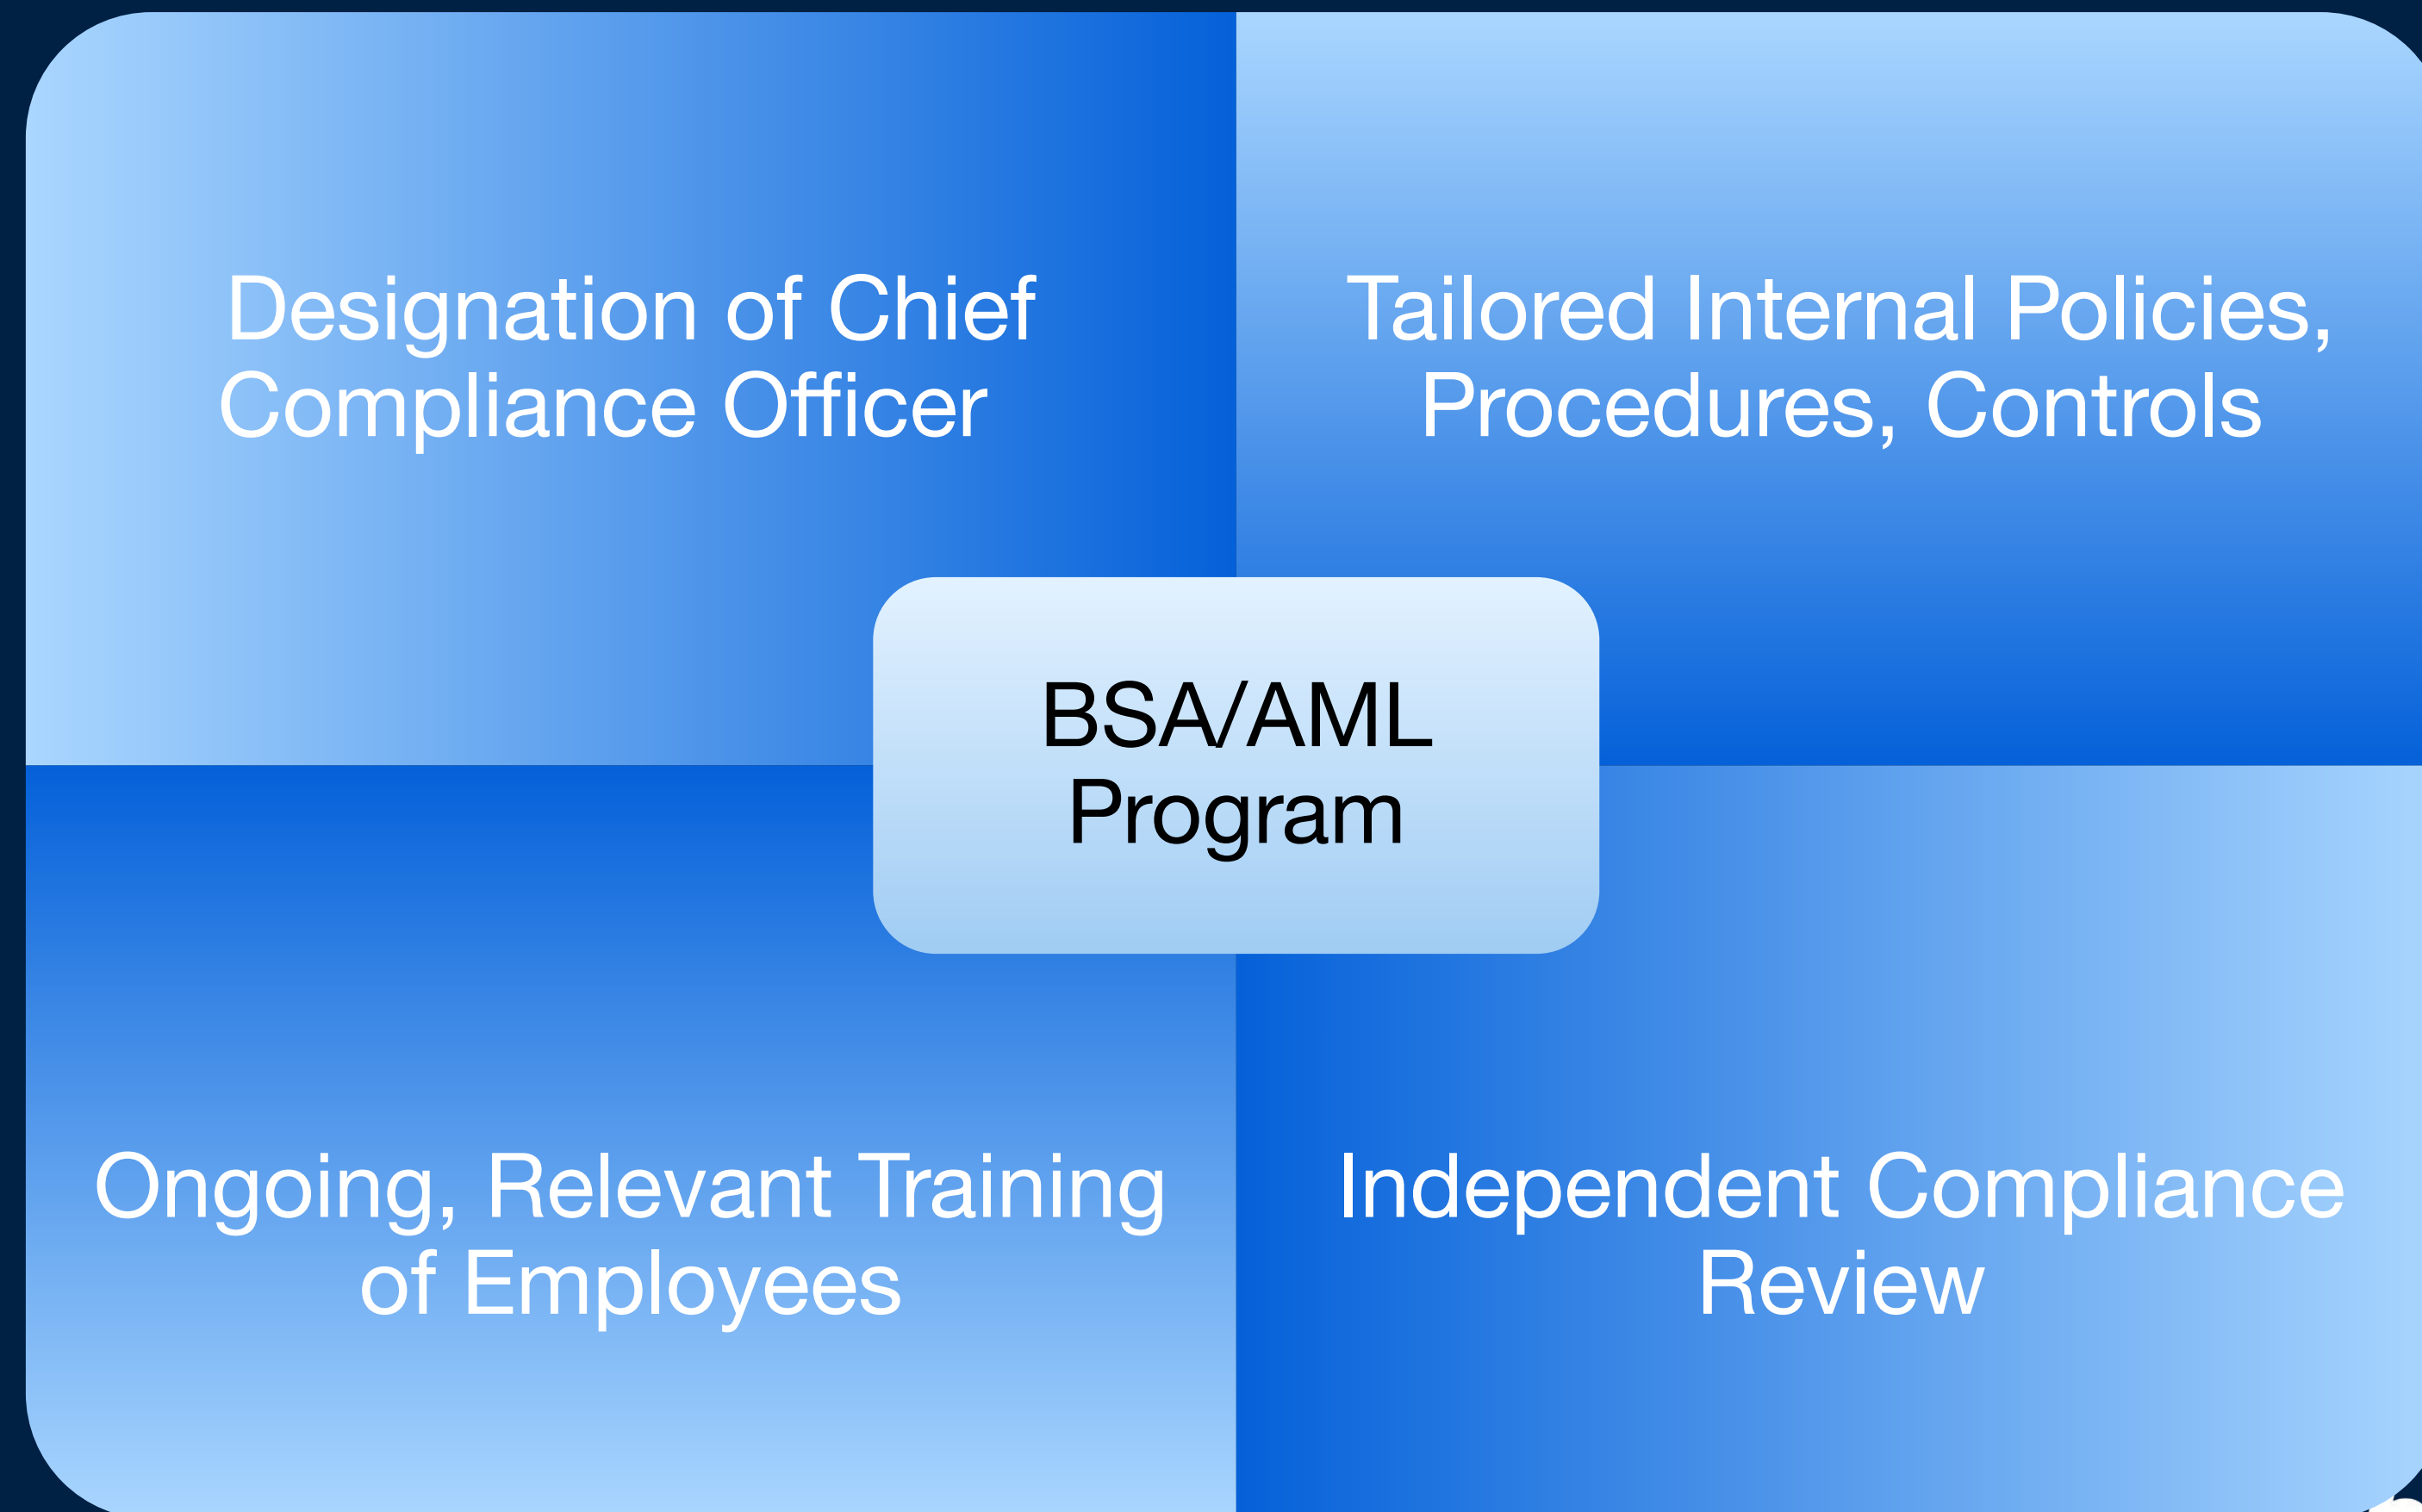 Designation of Chief
Compliance Officer
Tailored Internal Policies,
Procedures, Controls
BSA/AML
Program
Ongoing, Relevant Training
of Employees
Independent Compliance
Review